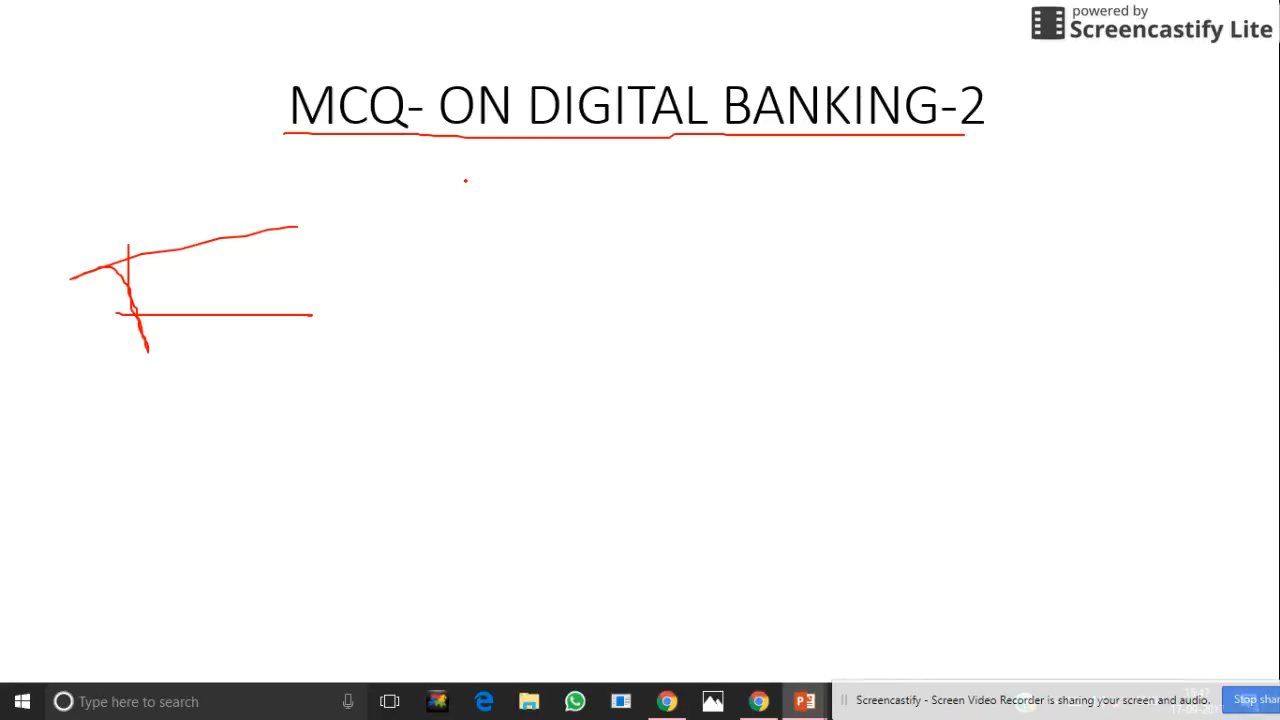 powered by
Screencastify Lite
MCQ- ON DIGITAL BANKING-2
Type here to search
Screencastify - Screen Video Recorder is sharing your screen and audio.
Stop sha